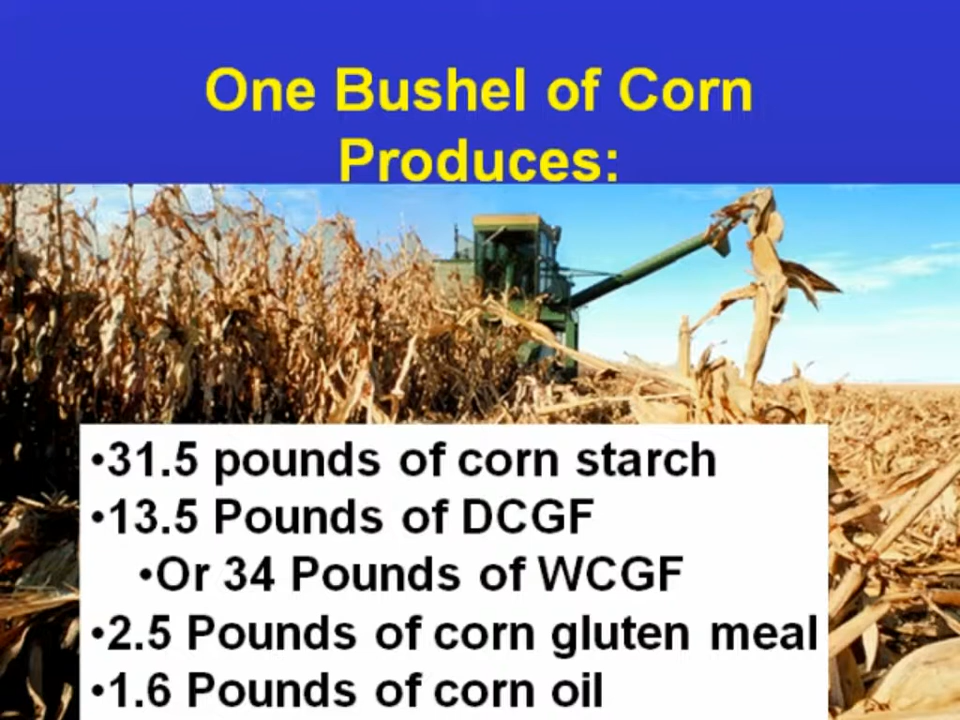 One Bushel of Corn
Produces:
•31.5 pounds of corn starch
•13.5 Pounds of DCGF
•Or 34 Pounds of WCGF
•2.5 Pounds of corn gluten meal
•1.6 Pounds of corn oil